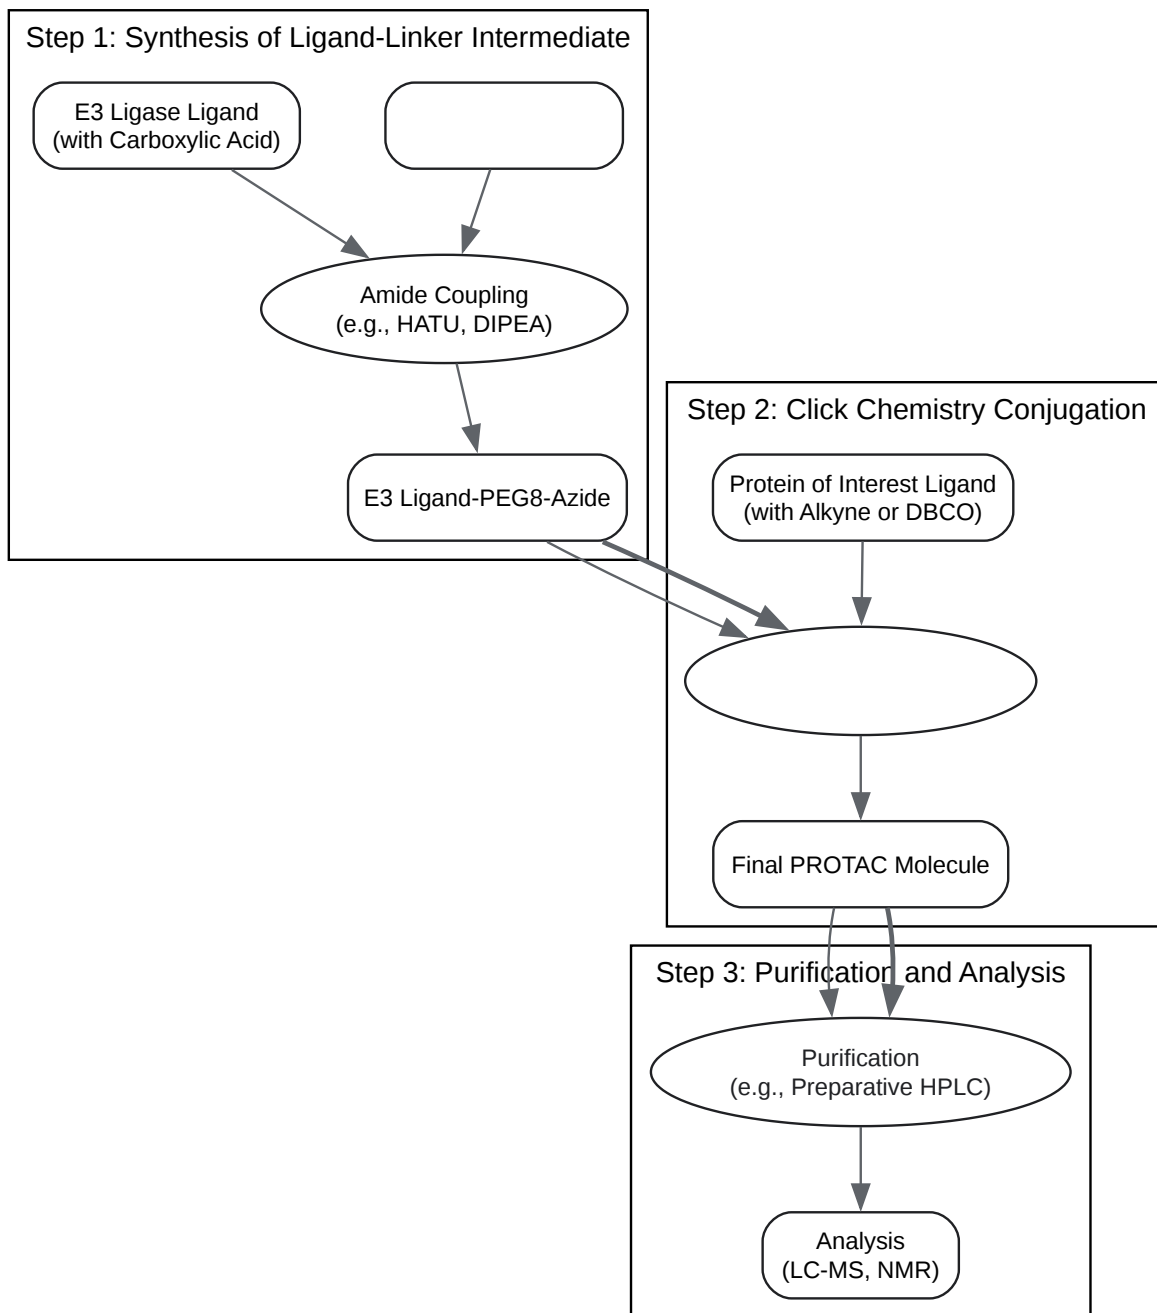 Step 1: Synthesis of Ligand-Linker Intermediate
E3 Ligase Ligand
(with Carboxylic Acid)
Amide Coupling
(e.g., HATU, DIPEA)
E3 Ligand-PEG8-Azide
Step 2: Click Chemistry Conjugation
Protein of Interest Ligand
(with Alkyne or DBCO)
Final PROTAC Molecule
Step 3: Purification and Analysis
Purification
(e.g., Preparative HPLC)
Analysis
(LC-MS, NMR)